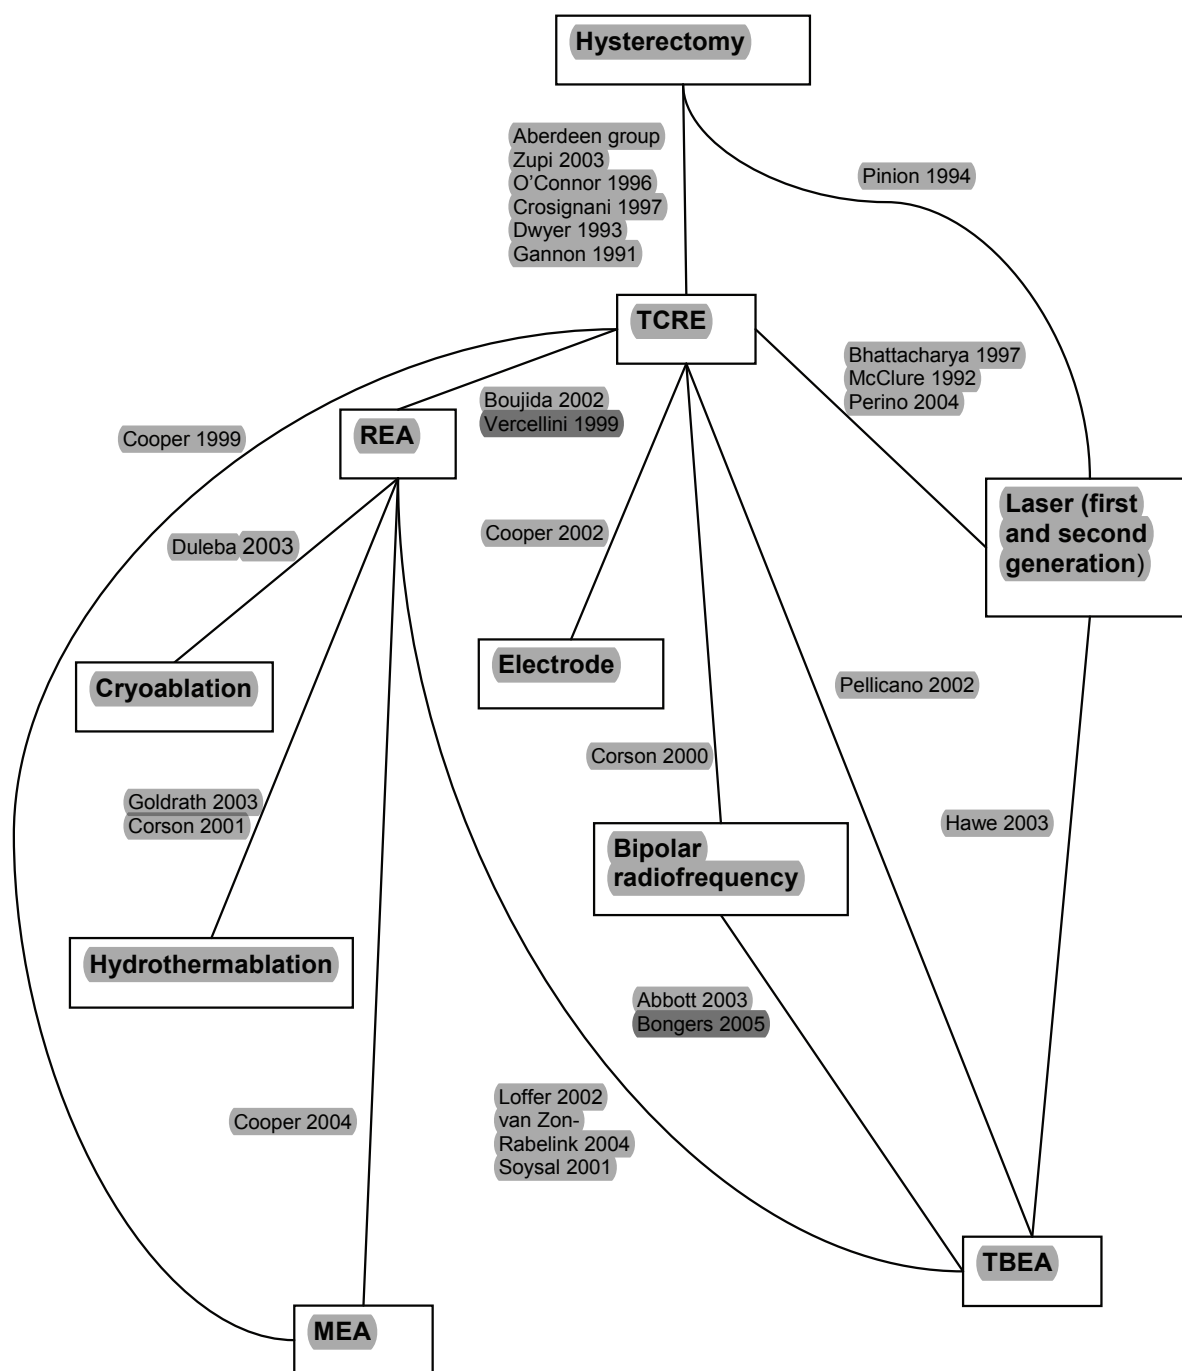 Hysterectomy
Aberdeen group
Zupi 2003
O'Connor 1996
Crosignani 1997
Dwyer 1993
Gannon 1991
Pinion 1994
TCRE
Bhattacharya 1997
McClure 1992
Perino 2004
Boujida 2002
Vercellini 1999
Cooper 1999
REA
Laser (first
and second
generation)
Cooper 2002
Duleba 2003
Electrode
Cryoablation
Pellicano 2002
Corson 2000
Goldrath 2003
Corson 2001
Hawe 2003
Bipolar
radiofrequency
Hydrothermablation
Abbott 2003
Bongers 2005
Loffer 2002
van Zon-
Rabelink 2004
Soysal 2001
Cooper 2004
TBEA
MEA